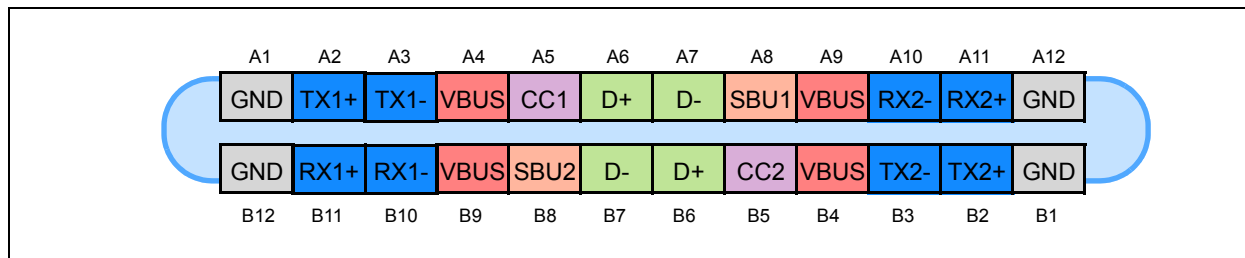 A1 A2 A3 A4 A5 A6 A7 A8 A9 A10 A11 A12
GND TX1+ TX1- VBUS CC1 D+ D- SBU1 VBUS RX2- RX2+ GND
GND RX1+ RX1- VBUS SBU2 D- D+ CC2 VBUS TX2- TX2+ GND
B12 B11 B10 B9 B8 B7 B6 B5 B4 B3 B2 B1